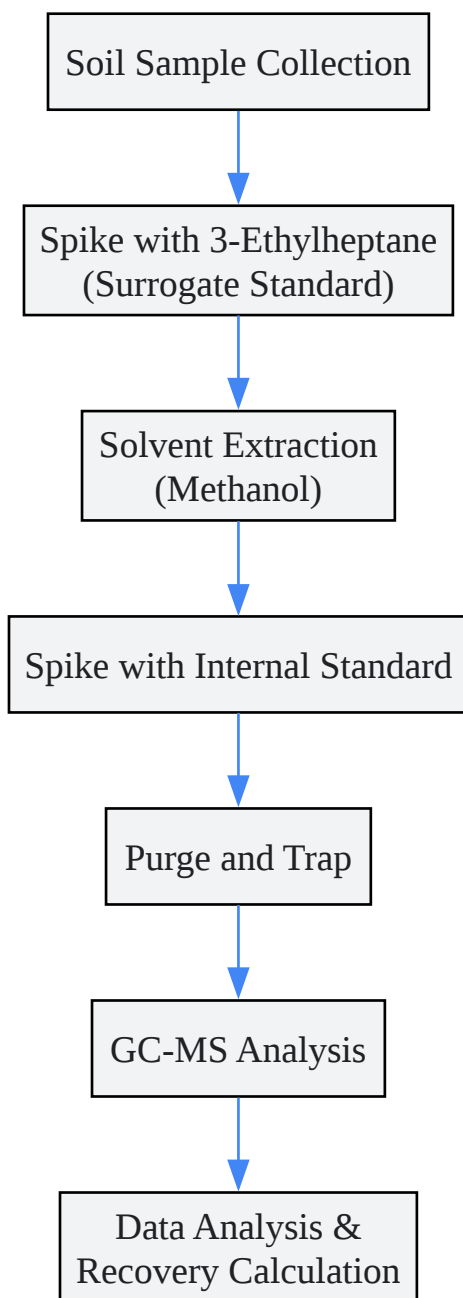 Soil Sample Collection
Spike with 3-Ethylheptane
(Surrogate Standard)
Solvent Extraction
(Methanol)
Spike with Internal Standard
Purge and Trap
GC-MS Analysis
Data Analysis &
Recovery Calculation